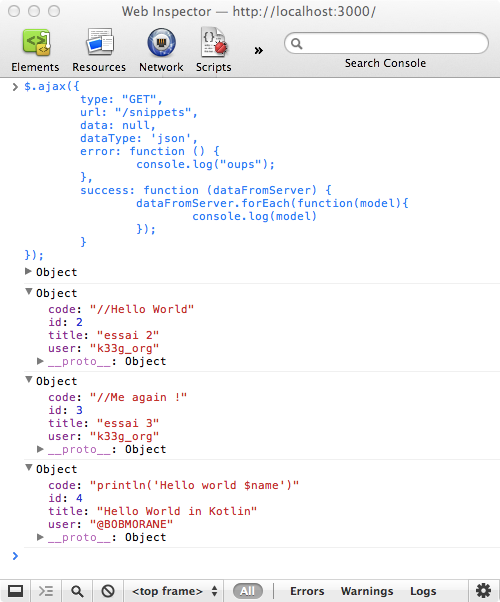 Web Inspector — http://localhost:3000/
Elements Resources Network Scripts » Search Console
> $.ajax({
type: "GET",
url: "/snippets",
data: null,
dataType: 'json',
error: function () {
console.log("oups");
},
success: function (dataFromServer) {
dataFromServer.forEach(function(model){
console.log(model)
});
}
});
Object
Object
code: "//Hello World"
id: 2
title: "essai 2"
user: "k33g_org"
__proto__: Object
Object
code: "//Me again !"
id: 3
title: "essai 3"
user: "k33g_org"
__proto__: Object
Object
code: "println('Hello world $name')"
id: 4
title: "Hello World in Kotlin"
user: "@BOBMORANE"
__proto__: Object
>
<top frame> All Errors Warnings Logs